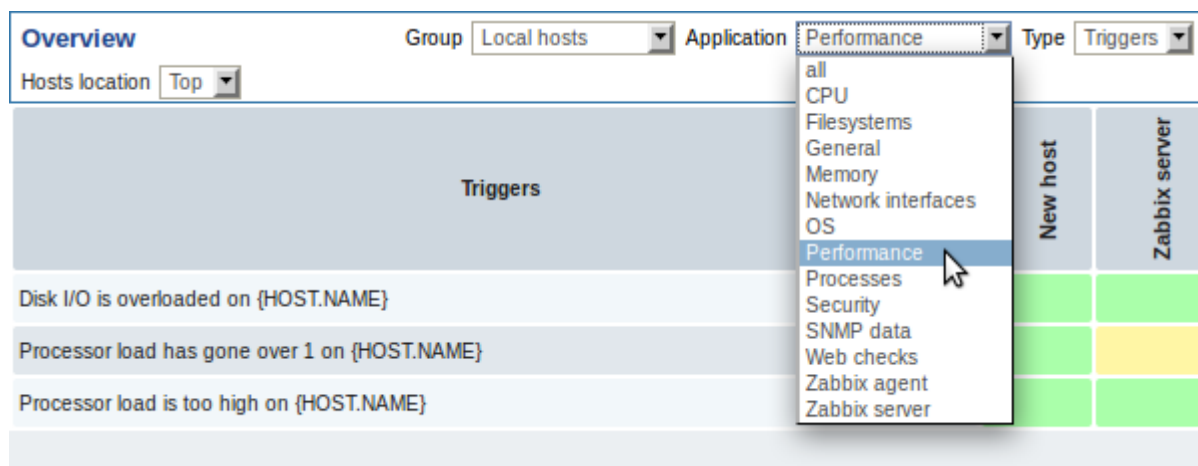 Overview Group Local hosts Application Performance Type Triggers
Hosts location Top
all
CPU
Filesystems
General
Memory
Network interfaces
OS
Performance
Processes
Security
SNMP data
Web checks
Zabbix agent
Zabbix server
Triggers New host Zabbix server
Disk I/O is overloaded on {HOST.NAME}
Processor load has gone over 1 on {HOST.NAME}
Processor load is too high on {HOST.NAME}